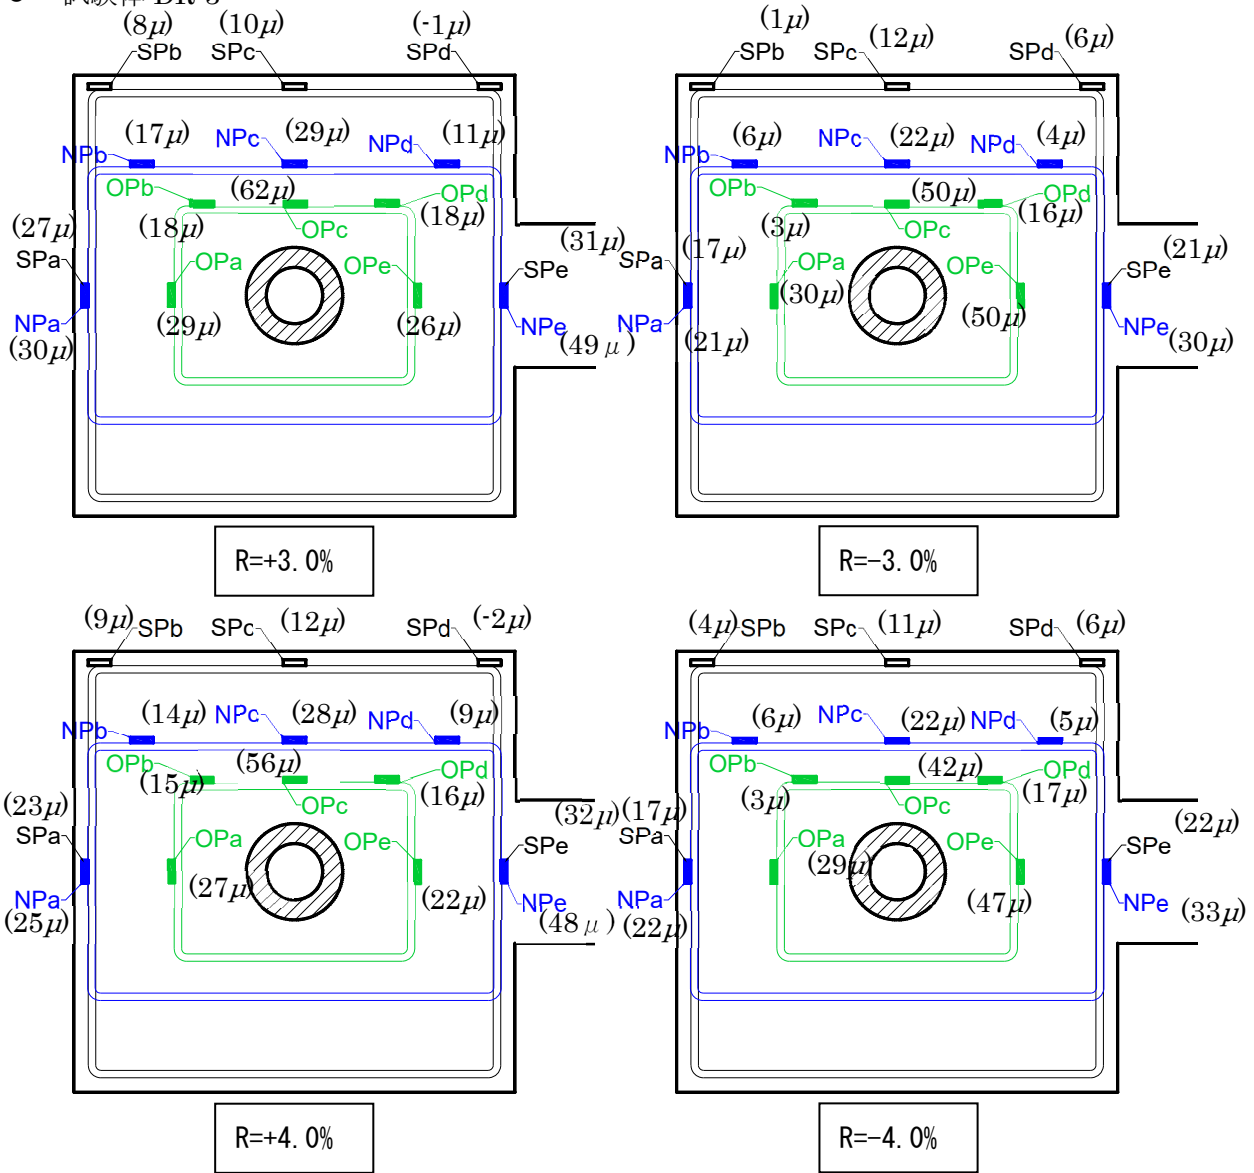 (8μ) (10μ) (-1μ)
SPb SPc SPd
(17μ) (29μ) (11μ)
NPb NPc NPd
(62μ)
OPb OPd
(18μ) OPc (18μ)
(27μ) (31μ)
SPa OPa OPe SPe
NPa (29μ) (26μ) NPe
(30μ) (49μ)
R=+3.0%
(1μ) (12μ) (6μ)
SPb SPc SPd
(6μ) (22μ) (4μ)
NPb NPc NPd
(50μ)
OPb OPd
(3μ) OPc (16μ)
(17μ) (21μ)
SPa OPa OPe SPe
(30μ)
NPa (50μ) NPe
(21μ) (30μ)
R=-3.0%
(9μ) (12μ) (-2μ)
SPb SPc SPd
(14μ) (28μ) (9μ)
NPb NPc NPd
(56μ)
OPb OPd
(15μ) OPc (16μ)
(23μ) (32μ)
SPa OPa OPe SPe
NPa (27μ) (22μ) NPe
(25μ) (48μ)
R=+4.0%
(4μ) (11μ) (6μ)
SPb SPc SPd
(6μ) (22μ) (5μ)
NPb NPc NPd
(42μ)
OPb OPd
(3μ) OPc (17μ)
(17μ) (22μ)
SPa OPa OPe SPe
(29μ)
NPa (47μ) NPe
(22μ) (33μ)
R=-4.0%